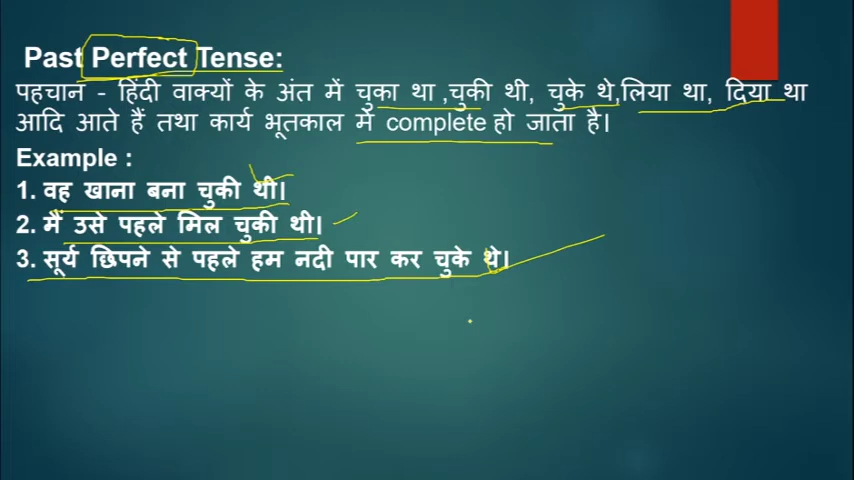 Past Perfect Tense:
पहचान - हिंदी वाक्यों के अंत में चुका था ,चुकी थी, चुके थे,लिया था, दिया था
आदि आते हैं तथा कार्य भूतकाल में complete हो जाता है।
Example :
1. वह खाना बना चुकी थी।
2. मैं उसे पहले मिल चुकी थी।
3. सूर्य छिपने से पहले हम नदी पार कर चुके थे।